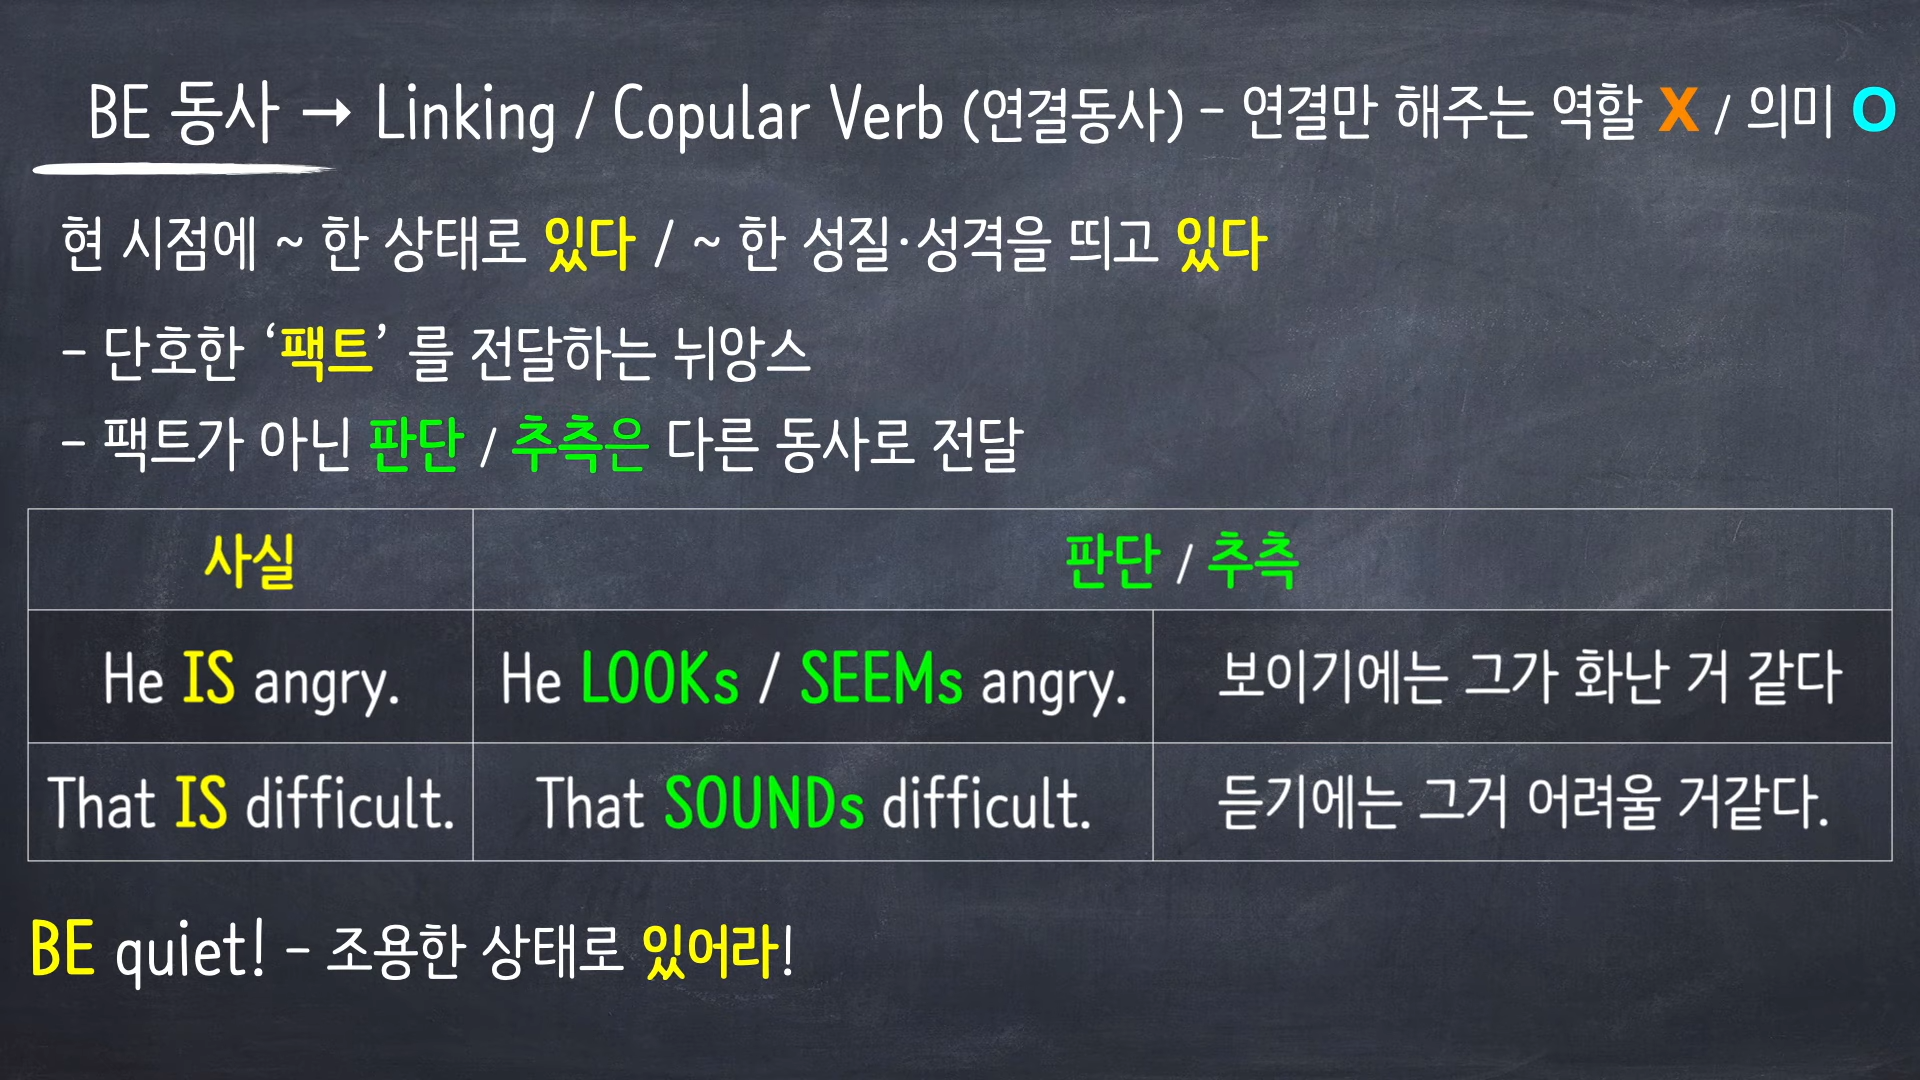 BE 동사 → Linking / Copular Verb (연결동사) – 연결만 해주는 역할 X / 의미 O
현 시점에 ~ 한 상태로 있다 / ~ 한 성질·성격을 띄고 있다
– 단호한 ‘팩트’ 를 전달하는 뉘앙스
– 팩트가 아닌 판단 / 추측은 다른 동사로 전달
사실 판단 / 추측
He IS angry. He LOOKs / SEEMs angry. 보이기에는 그가 화난 거 같다
That IS difficult. That SOUNDs difficult. 듣기에는 그거 어려울 거같다.
BE quiet! – 조용한 상태로 있어라!